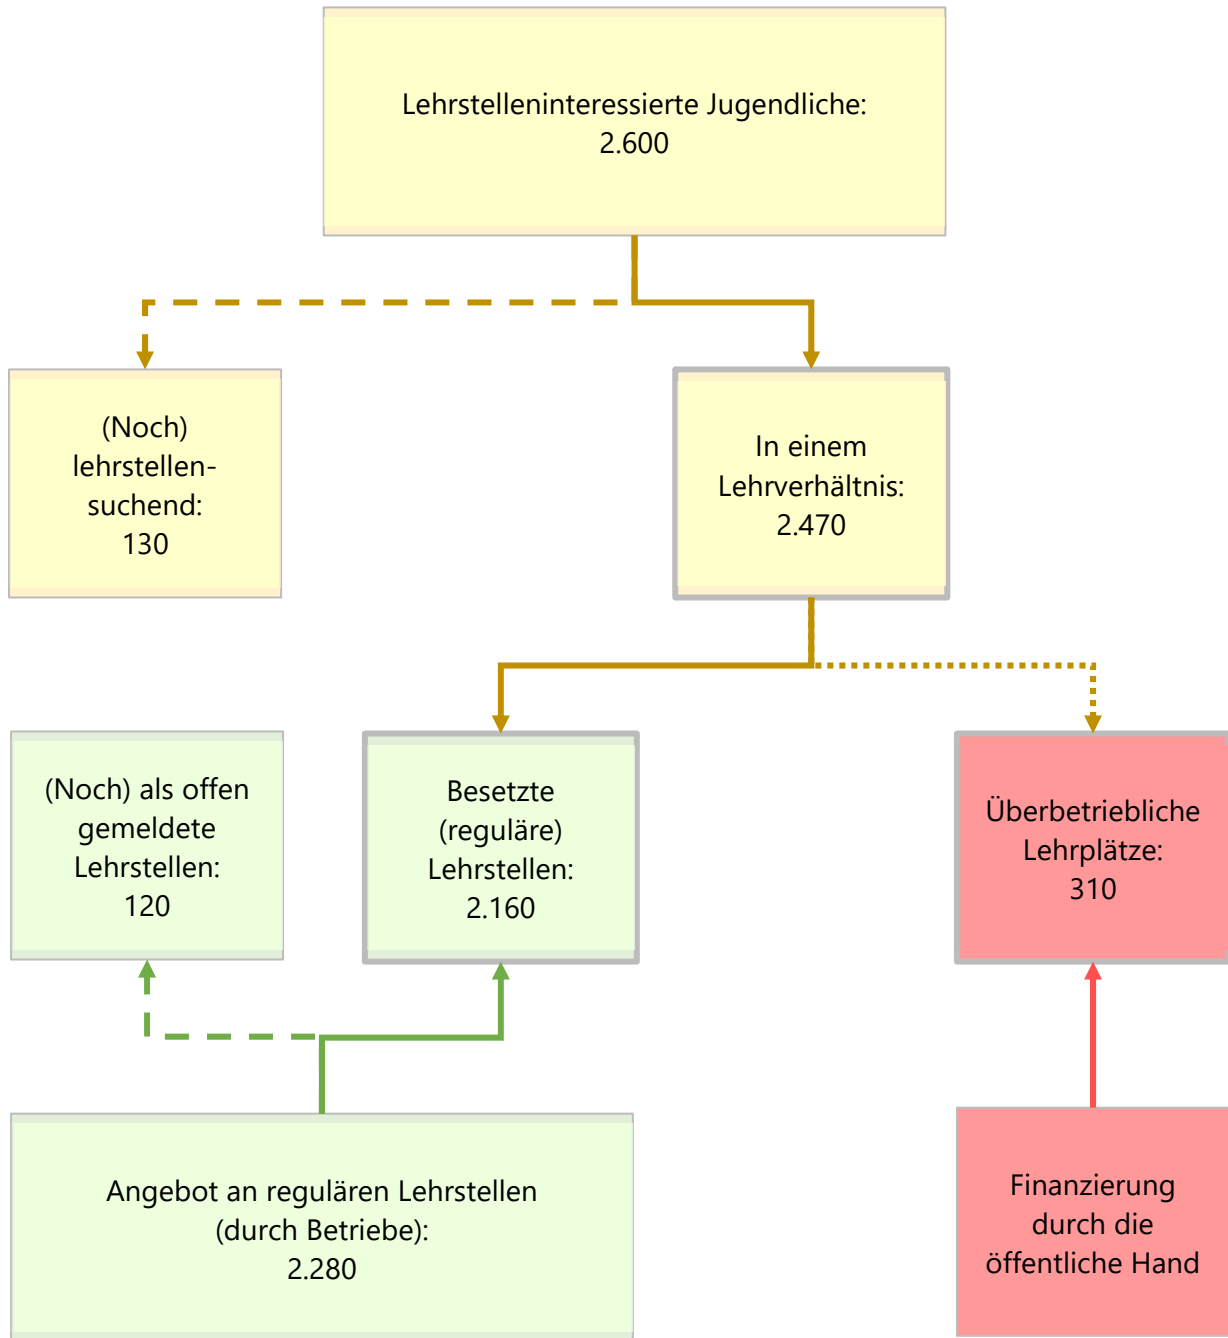 Lehrstelleninteressierte Jugendliche:
2.600
(Noch)
lehrstellen-
suchend:
130
In einem
Lehrverhältnis:
2.470
(Noch) als offen
gemeldete
Lehrstellen:
120
Besetzte
(reguläre)
Lehrstellen:
2.160
Überbetriebliche
Lehrplätze:
310
Angebot an regulären Lehrstellen
(durch Betriebe):
2.280
Finanzierung
durch die
öffentliche Hand